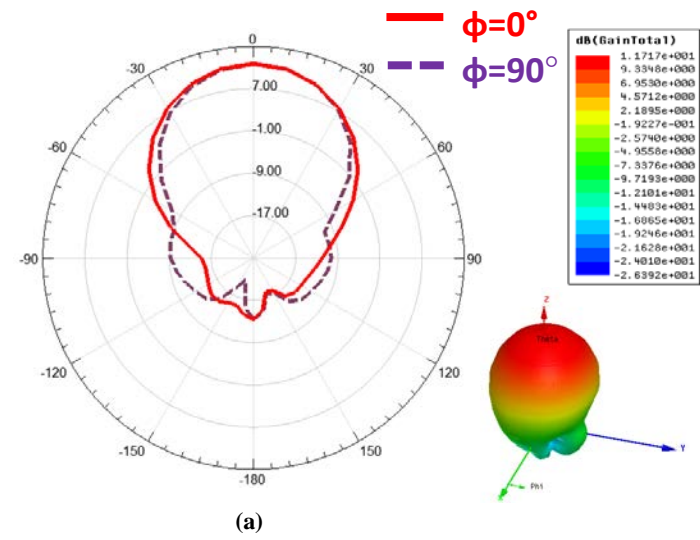 φ=0°
φ=90°
0
-30
30
-60
60
-90
90
-120
120
-150
150
-180
7.00
-1.00
-9.00
-17.00
dB(GainTotal)
1.1717e+001
9.3348e+000
6.9530e+000
4.5712e+000
2.1895e+000
-1.9227e-001
-2.5740e+000
-4.9558e+000
-7.3376e+000
-9.7193e+000
-1.2101e+001
-1.4483e+001
-1.6865e+001
-1.9246e+001
-2.1628e+001
-2.4010e+001
-2.6392e+001
Z
Theta
Y
X
Phi
(a)